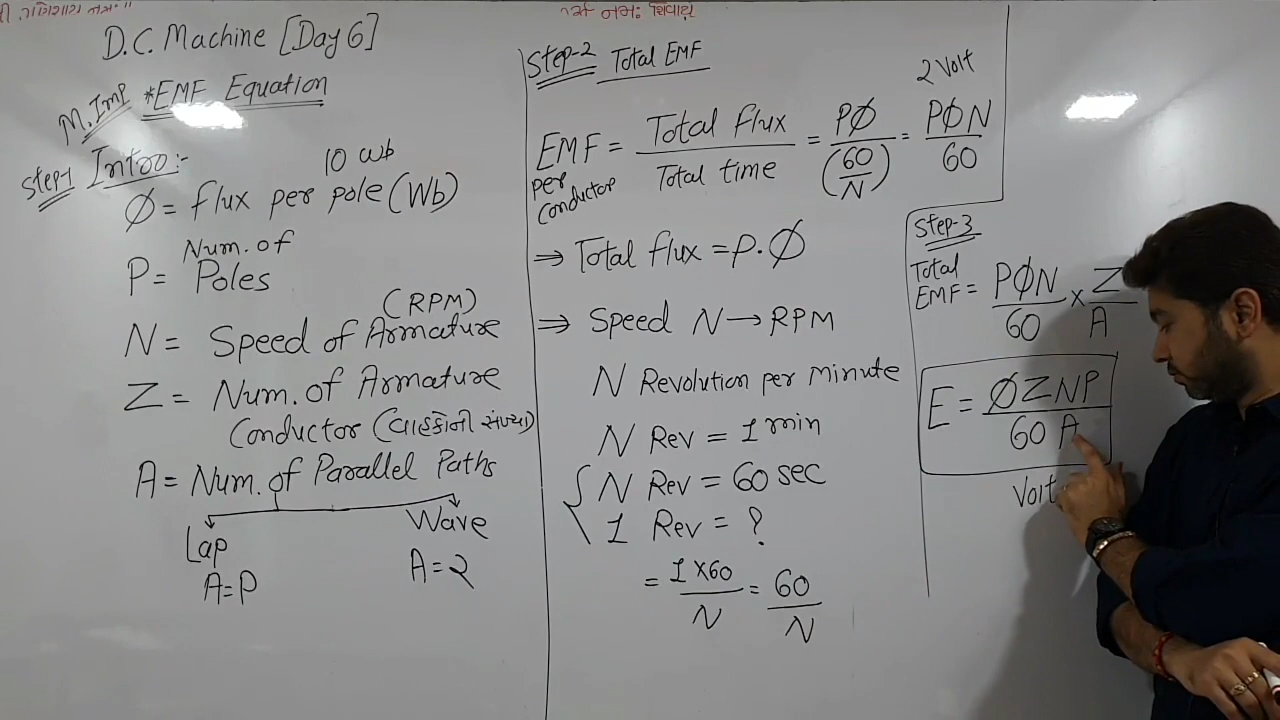 શ્રી ગણેશાય નમઃ ॥
નમઃ શિવાય
D.C. Machine [Day 6]
M.Imp *EMF Equation
Step-1 Intro :-
10 Wb
Ø = flux per pole (Wb)
Num. of
P = Poles
(RPM)
N = Speed of Armature
Z = Num. of Armature
Conductor (વાહકોની સંખ્યા)
A = Num. of Parallel Paths
Lap Wave
A=P A=2
Step-2 Total EMF
2 Volt
EMF per conductor = Total flux / Total time = PØ / (60/N) = PØN / 60
⇒ Total flux = P.Ø
⇒ Speed N → RPM
N Revolution per minute
N Rev = 1 min
N Rev = 60 sec
1 Rev = ?
= 1 X 60 / N = 60 / N
Step-3
Total EMF = PØN / 60 x Z / A
E = ØZNP / 60 A
Volt